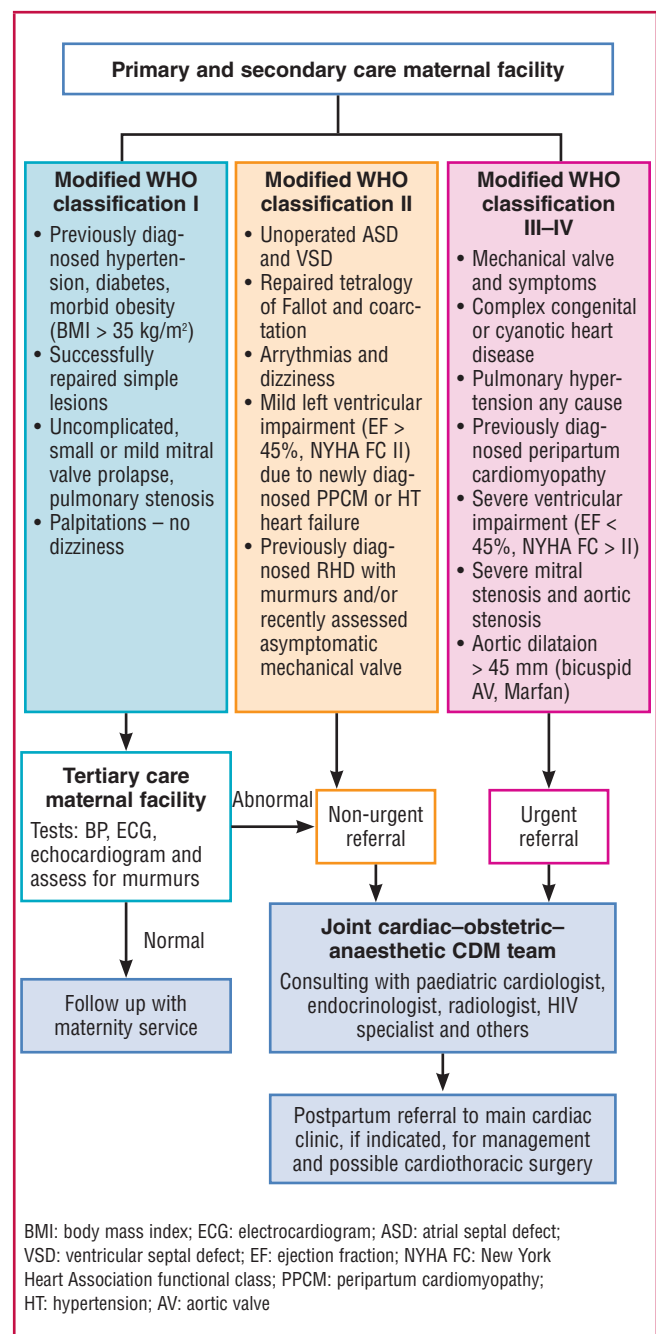 Primary and secondary care maternal facility
Modified WHO
classification I
• Previously diag-
nosed hyperten-
sion, diabetes,
morbid obesity
(BMI > 35 kg/m²)
• Successfully
repaired simple
lesions
• Uncomplicated,
small or mild mitral
valve prolapse,
pulmonary stenosis
• Palpitations – no
dizziness
Modified WHO
classification II
• Unoperated ASD
and VSD
• Repaired tetralogy
of Fallot and coarc-
tation
• Arrythmias and
dizziness
• Mild left ventricular
impairment (EF >
45%, NYHA FC II)
due to newly diag-
nosed PPCM or HT
heart failure
• Previously diag-
nosed RHD with
murmurs and/or
recently assessed
asymptomatic
mechanical valve
Modified WHO
classification
III–IV
• Mechanical valve
and symptoms
• Complex congenital
or cyanotic heart
disease
• Pulmonary hyper-
tension any cause
• Previously diag-
nosed peripartum
cardiomyopathy
• Severe ventricular
impairment (EF <
45%, NYHA FC > II)
• Severe mitral
stenosis and aortic
stenosis
• Aortic dilataion
> 45 mm (bicuspid
AV, Marfan)
Tertiary care
maternal facility
Tests: BP, ECG,
echocardiogram and
assess for murmurs
Abnormal
Non-urgent
referral
Urgent
referral
Normal
Follow up with
maternity service
Joint cardiac–obstetric–
anaesthetic CDM team
Consulting with paediatric cardiologist,
endocrinologist, radiologist, HIV
specialist and others
Postpartum referral to main cardiac
clinic, if indicated, for management
and possible cardiothoracic surgery
BMI: body mass index; ECG: electrocardiogram; ASD: atrial septal defect;
VSD: ventricular septal defect; EF: ejection fraction; NYHA FC: New York
Heart Association functional class; PPCM: peripartum cardiomyopathy;
HT: hypertension; AV: aortic valve